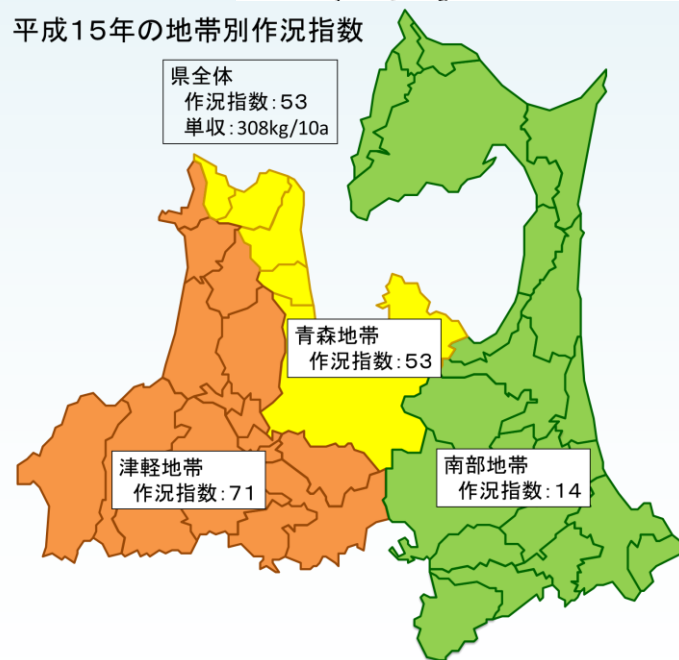 平成15年の地帯別作況指数
県全体
作況指数:53
単収:308kg/10a
青森地帯
作況指数:53
津軽地帯
作況指数:71
南部地帯
作況指数:14